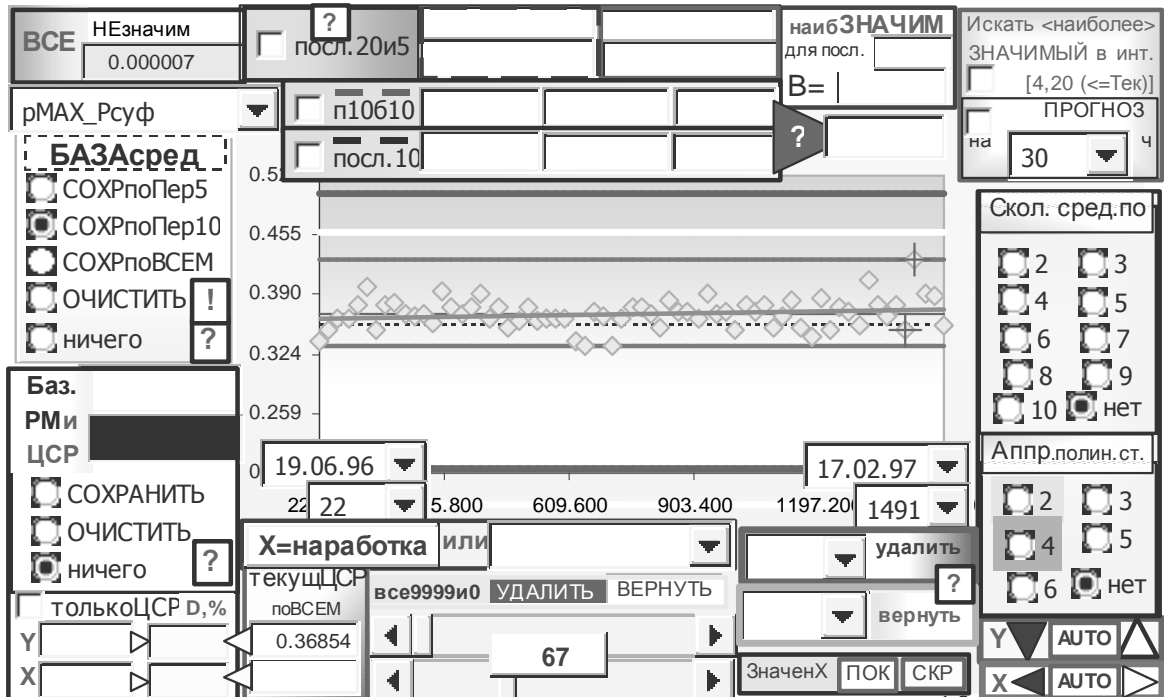 ВСЕ
НЕзначим
0.000007
?
посл.20и5
наибЗНАЧИМ
для посл.
В=
Искать <наиболее>
ЗНАЧИМЫЙ в инт.
[4,20 (<=Тек)]
ПРОГНОЗ
на 30 ч
рМАХ_Рсуф
п10б10
посл.10
?
БАЗАсред
СОХРпоПер5
СОХРпоПер10
СОХРпоВСЕМ
ОЧИСТИТЬ !
ничего ?
0.455
0.390
0.324
0.259
Скол. сред.по
2 3
4 5
6 7
8 9
10 нет
Баз.
РМи
ЦСР
СОХРАНИТЬ
ОЧИСТИТЬ
ничего ?
19.06.96
17.02.97
22
5.800
609.600
903.400
1197.20
1491
Аппр.полин.ст.
2 3
4 5
6 нет
Х=наработка или
текущЦСР
поВСЕМ
0.36854
все9999и0 УДАЛИТЬ ВЕРНУТЬ
67
удалить
?
вернуть
толькоЦСР D,%
Y
X
ЗначенХ ПОК СКР
Y AUTO
X AUTO